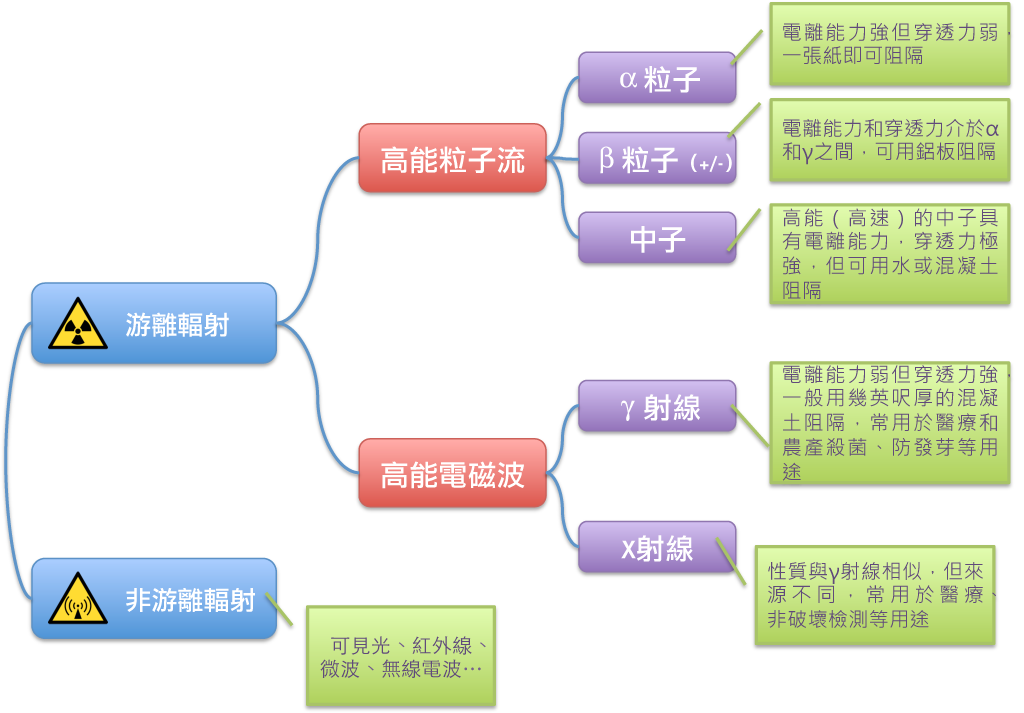 游離輻射
高能粒子流
α 粒子
電離能力強但穿透力弱，
一張紙即可阻隔
β 粒子 (+/-)
電離能力和穿透力介於α
和γ之間，可用鋁板阻隔
中子
高能（高速）的中子具
有電離能力，穿透力極
強，但可用水或混凝土
阻隔
高能電磁波
γ 射線
電離能力弱但穿透力強，
一般用幾英呎厚的混凝
土阻隔，常用於醫療和
農產殺菌、防發芽等用
途
X射線
性質與γ射線相似，但來
源不同，常用於醫療、
非破壞檢測等用途
非游離輻射
可見光、紅外線、
微波、無線電波…